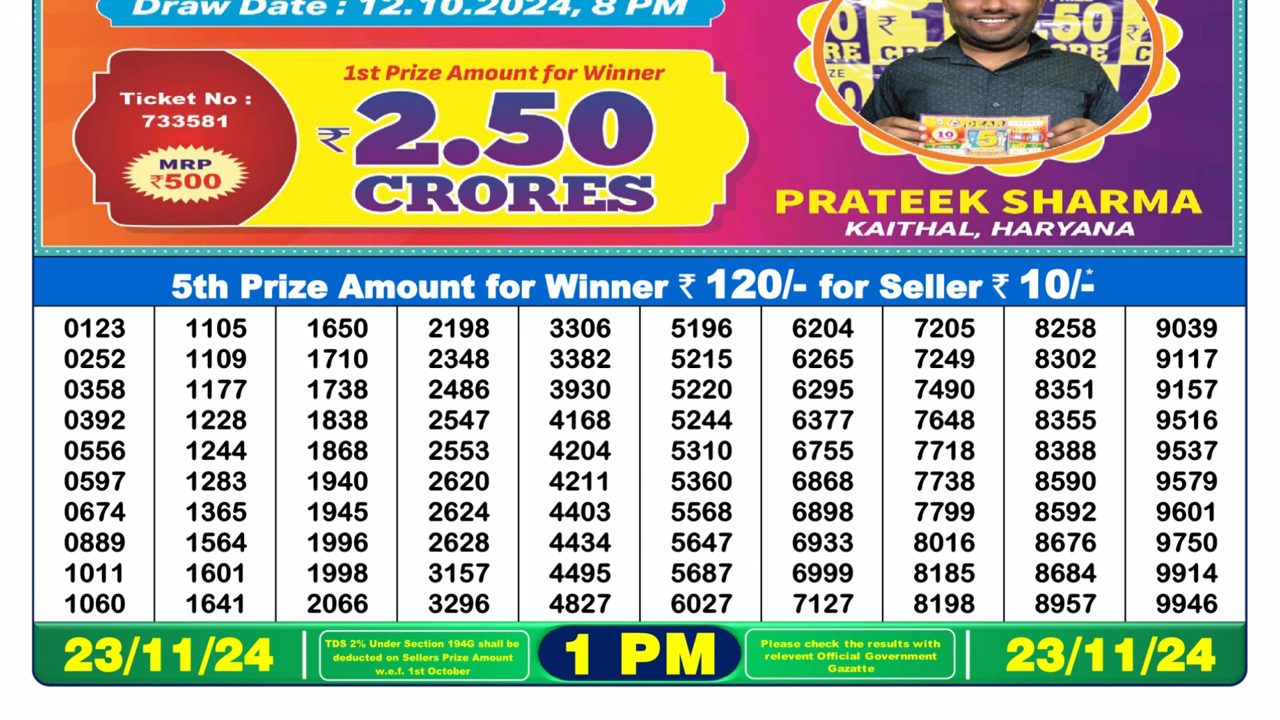 Draw Date : 12.10.2024, 8 PM
1st Prize Amount for Winner
Ticket No :
733581
₹2.50
CRORES
MRP
₹500
10
5
PRATEEK SHARMA
KAITHAL, HARYANA
5th Prize Amount for Winner ₹ 120/- for Seller ₹ 10/-*
0123 1105 1650 2198 3306 5196 6204 7205 8258 9039
0252 1109 1710 2348 3382 5215 6265 7249 8302 9117
0358 1177 1738 2486 3930 5220 6295 7490 8351 9157
0392 1228 1838 2547 4168 5244 6377 7648 8355 9516
0556 1244 1868 2553 4204 5310 6755 7718 8388 9537
0597 1283 1940 2620 4211 5360 6868 7738 8590 9579
0674 1365 1945 2624 4403 5568 6898 7799 8592 9601
0889 1564 1996 2628 4434 5647 6933 8016 8676 9750
1011 1601 1998 3157 4495 5687 6999 8185 8684 9914
1060 1641 2066 3296 4827 6027 7127 8198 8957 9946
23/11/24
TDS 2% Under Section 194G shall be
deducted on Sellers Prize Amount
w.e.f. 1st October
1 PM
Please check the results with
relevent Official Government
Gazatte
23/11/24